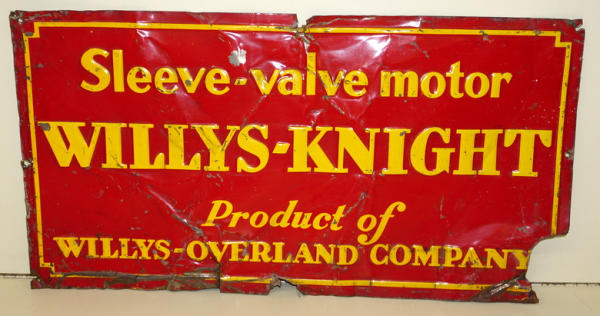 Sleeve-valve motor
WILLYS-KNIGHT
Product of
WILLYS-OVERLAND COMPANY